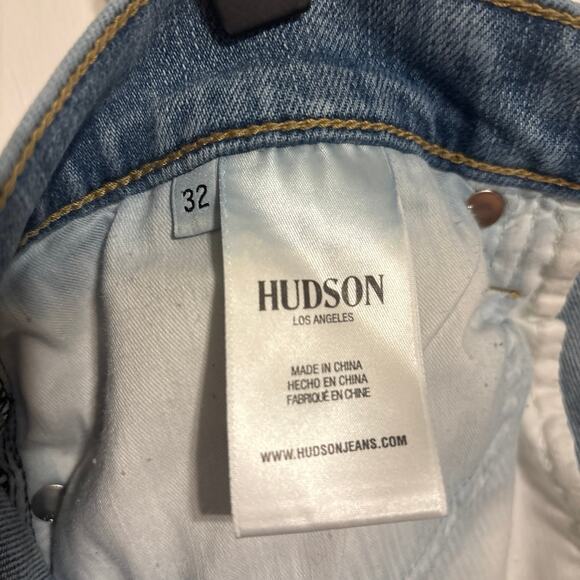 32
HUDSON
LOS ANGELES
MADE IN CHINA
HECHO EN CHINA
FABRIQUÉ EN CHINE
WWW.HUDSONJEANS.COM